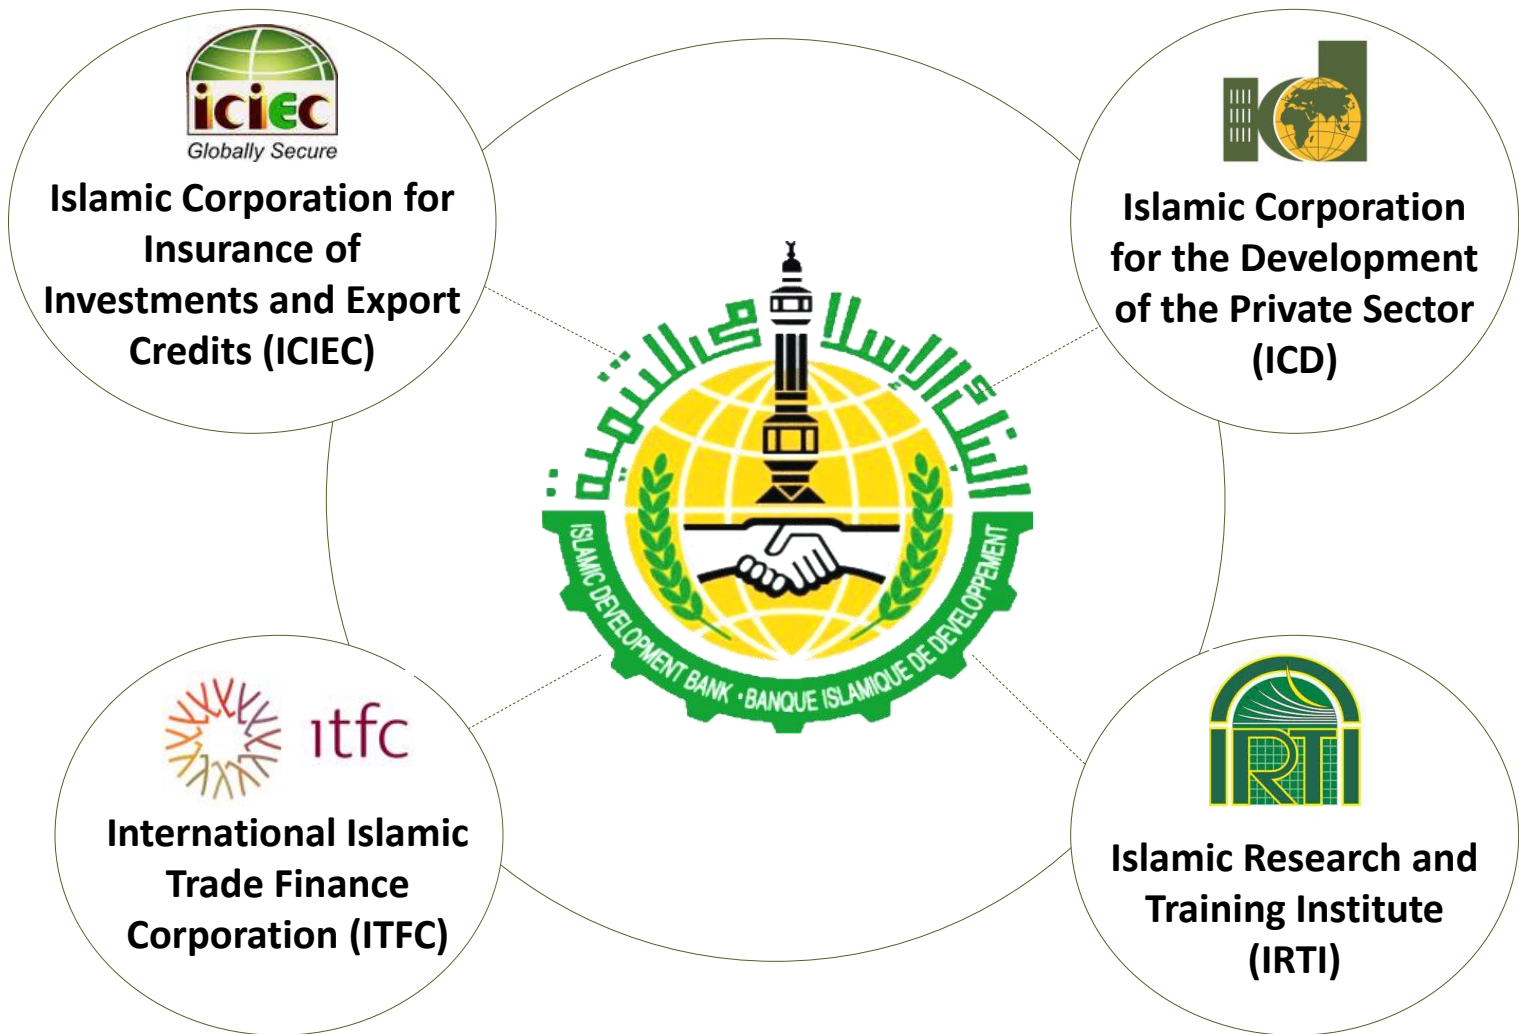 iciec
Globally Secure
Islamic Corporation for
Insurance of
Investments and Export
Credits (ICIEC)
icd
Islamic Corporation
for the Development
of the Private Sector
(ICD)
البنك الإسلامي للتنمية
ISLAMIC DEVELOPMENT BANK • BANQUE ISLAMIQUE DE DEVELOPPEMENT
itfc
International Islamic
Trade Finance
Corporation (ITFC)
IRTI
Islamic Research and
Training Institute
(IRTI)